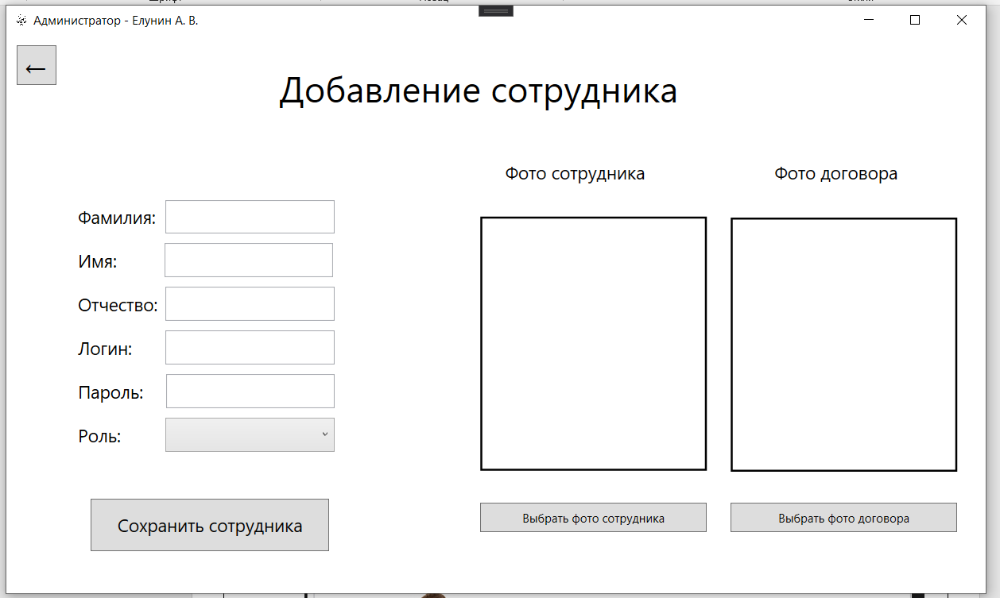 Администратор - Елунин А. В.
←
Добавление сотрудника
Фото сотрудника
Фото договора
Фамилия:
Имя:
Отчество:
Логин:
Пароль:
Роль:
Сохранить сотрудника
Выбрать фото сотрудника
Выбрать фото договора